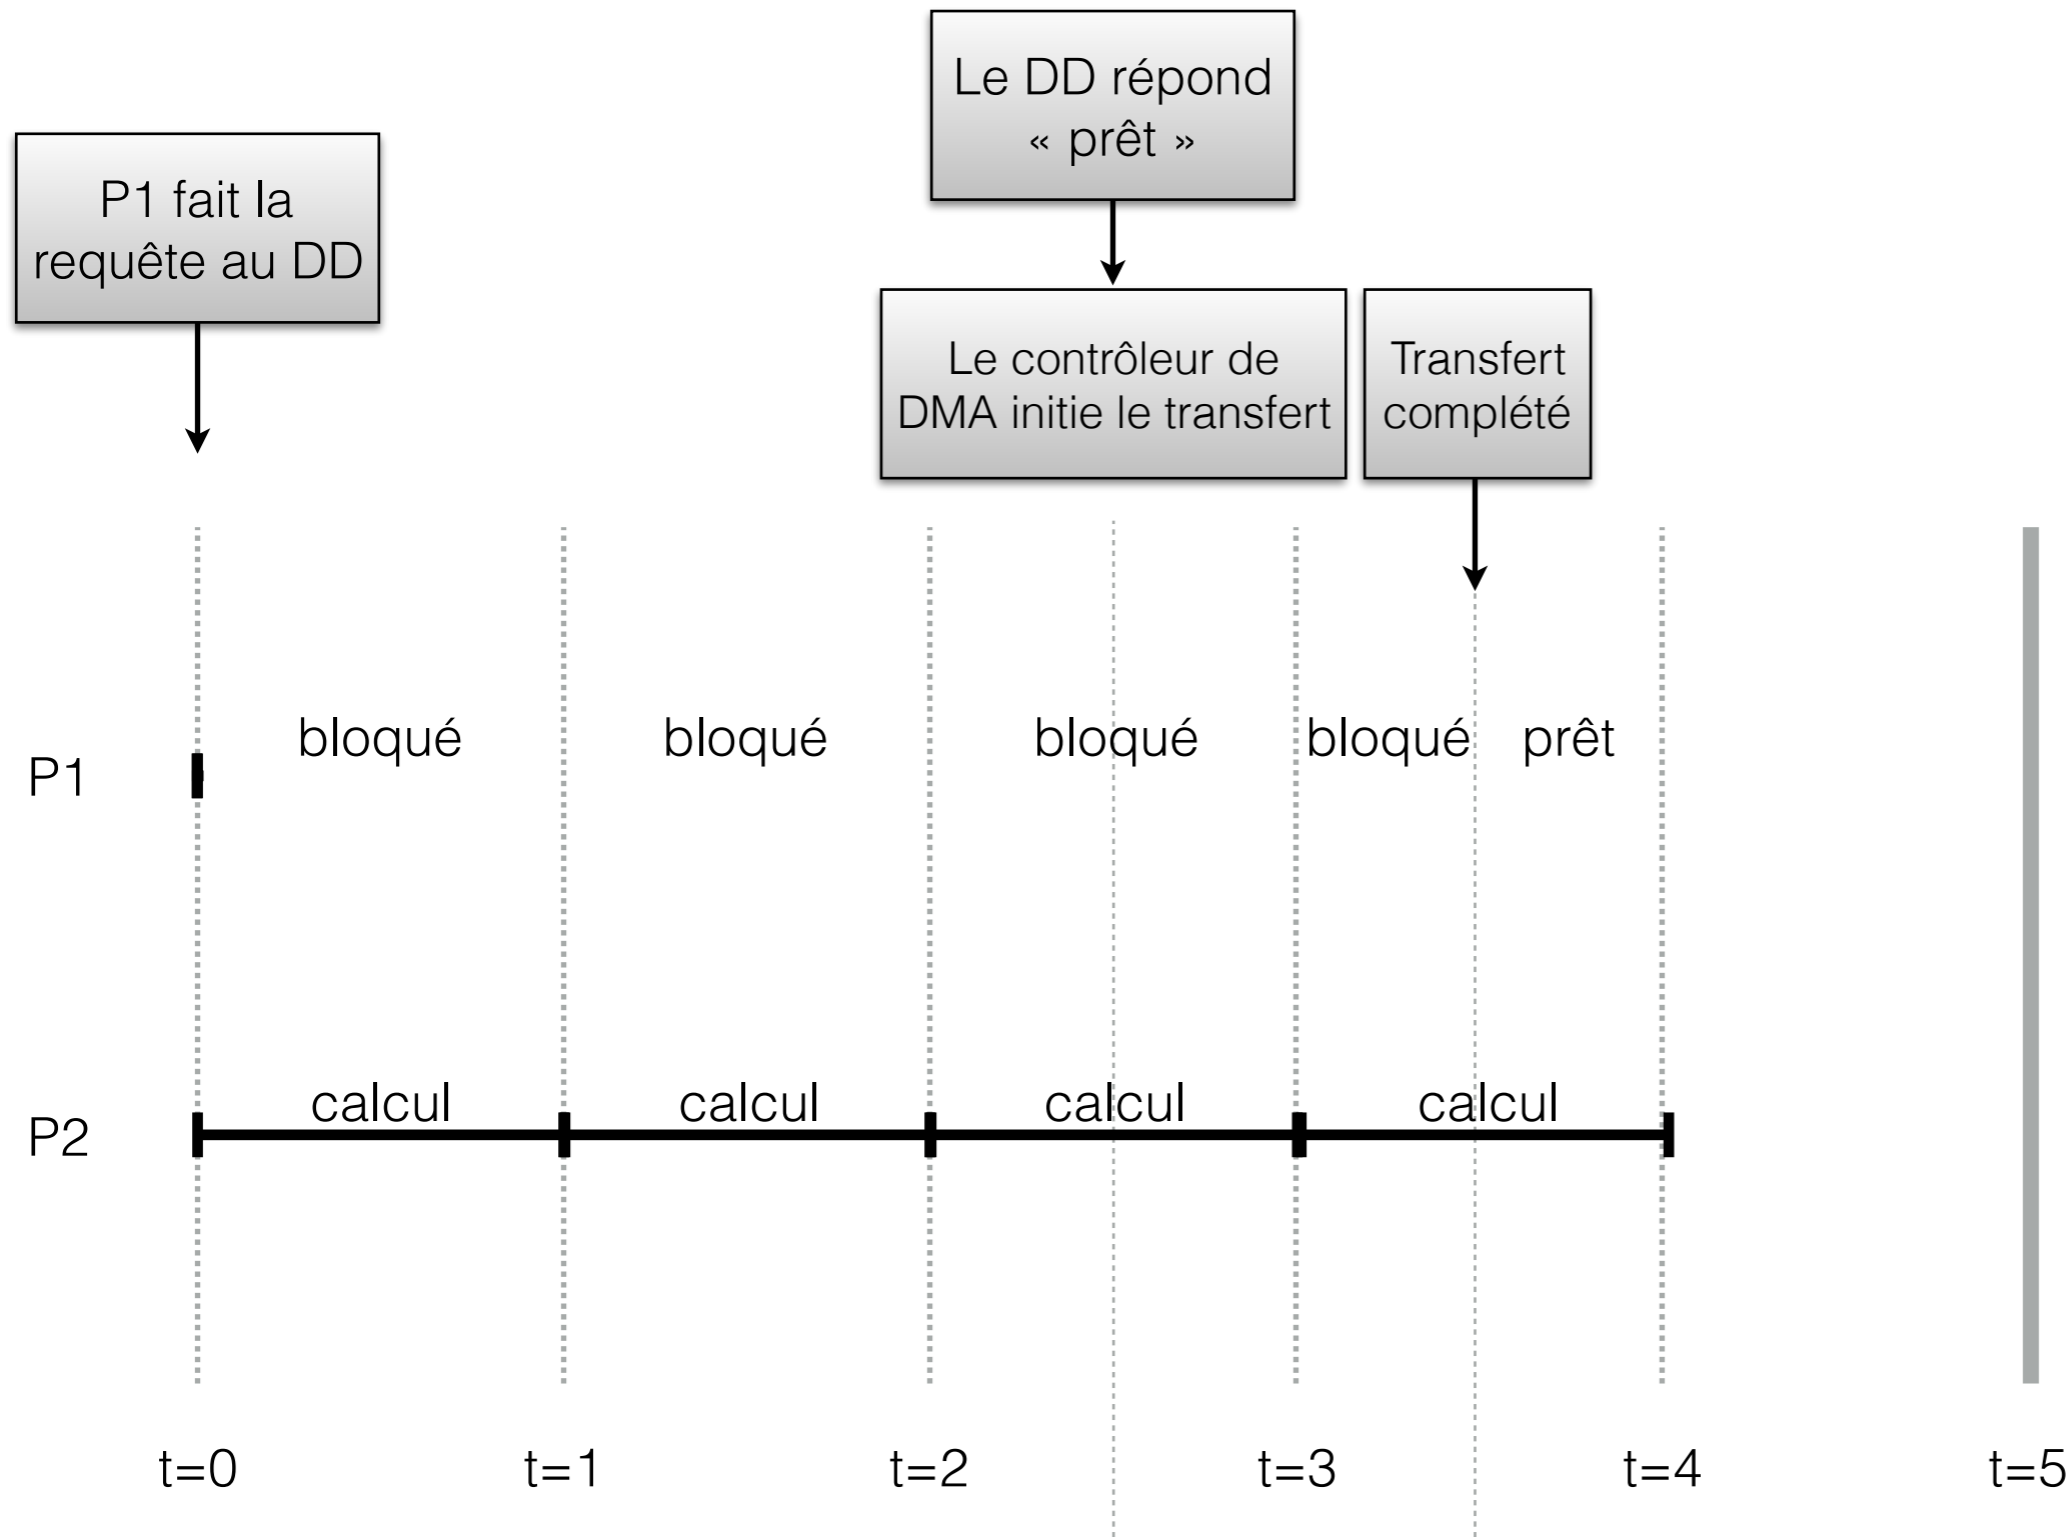 Le DD répond
« prêt »
P1 fait la
requête au DD
Le contrôleur de
DMA initie le transfert
Transfert
complété
bloqué bloqué bloqué bloqué prêt
P1
calcul calcul calcul calcul
P2
t=0 t=1 t=2 t=3 t=4 t=5